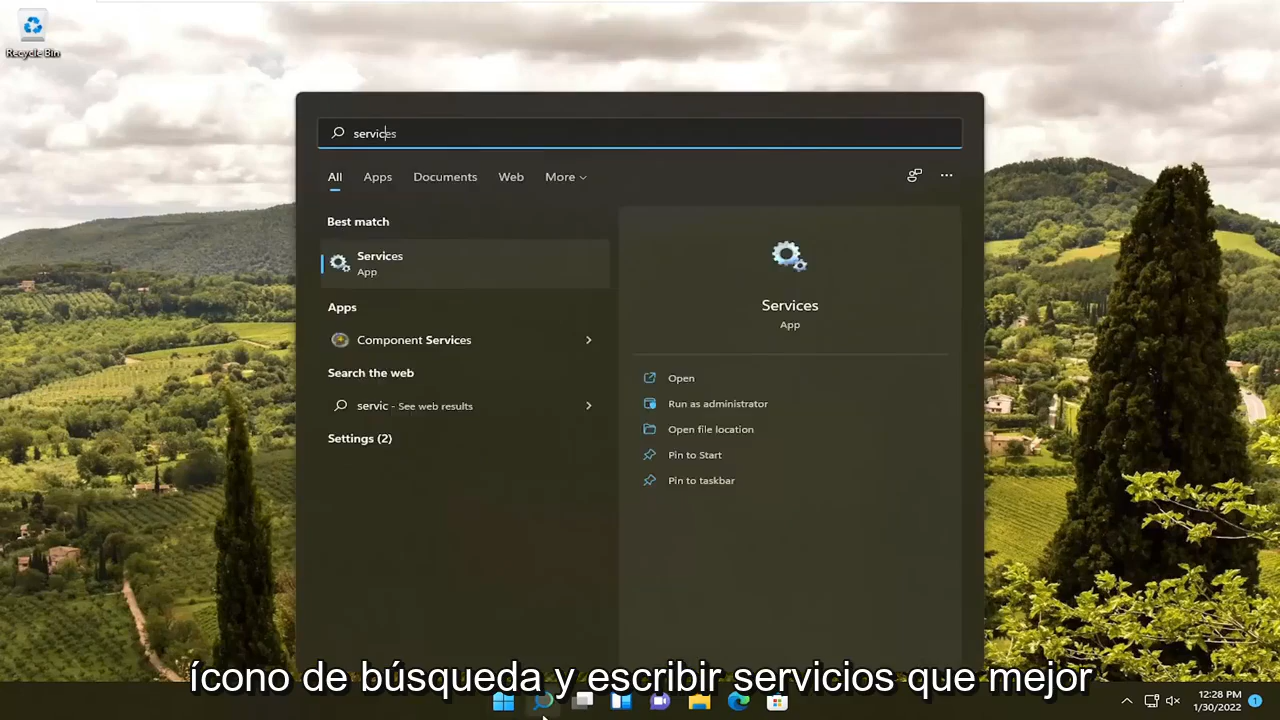 Recycle Bin
services
All Apps Documents Web More
Best match
Services
App
Apps
Component Services
Search the web
servic - See web results
Settings (2)
Services
App
Open
Run as administrator
Open file location
Pin to Start
Pin to taskbar
ícono de búsqueda y escribir servicios que mejor
12:28 PM
1/30/2022
1